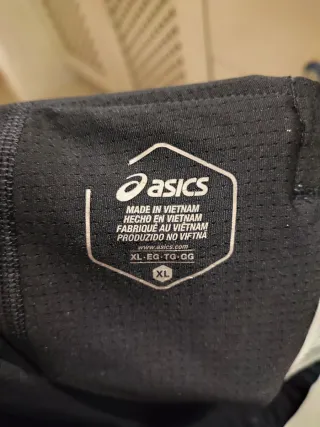 asics
MADE IN VIETNAM
HECHO EN VIETNAM
FABRIQUÉ AU VIÊTNAM
PRODUZIDO NO VIETNÃ
www.asics.com
XL·EG·TG·GG
XL